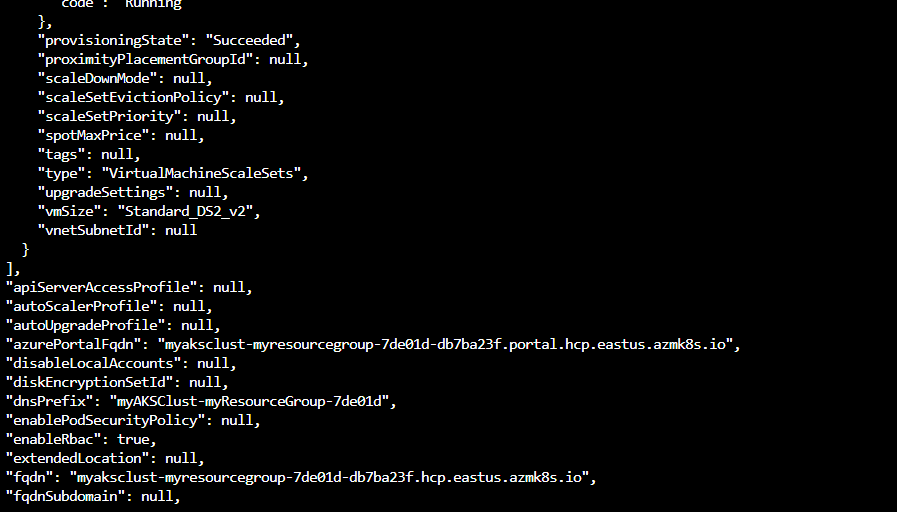 code": "Running"
},
"provisioningState": "Succeeded",
"proximityPlacementGroupId": null,
"scaleDownMode": null,
"scaleSetEvictionPolicy": null,
"scaleSetPriority": null,
"spotMaxPrice": null,
"tags": null,
"type": "VirtualMachineScaleSets",
"upgradeSettings": null,
"vmSize": "Standard_DS2_v2",
"vnetSubnetId": null
}
],
"apiServerAccessProfile": null,
"autoScalerProfile": null,
"autoUpgradeProfile": null,
"azurePortalFqdn": "myaksclust-myresourcegroup-7de01d-db7ba23f.portal.hcp.eastus.azmk8s.io",
"disableLocalAccounts": null,
"diskEncryptionSetId": null,
"dnsPrefix": "myAKSClust-myResourceGroup-7de01d",
"enablePodSecurityPolicy": null,
"enableRbac": true,
"extendedLocation": null,
"fqdn": "myaksclust-myresourcegroup-7de01d-db7ba23f.hcp.eastus.azmk8s.io",
"fqdnSubdomain": null,